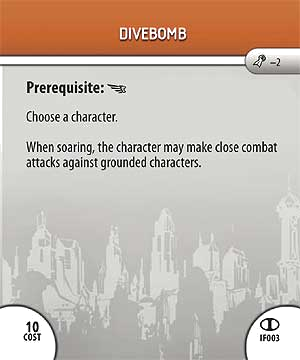 DIVEBOMB
–2
Prerequisite:
Choose a character.
When soaring, the character may make close combat
attacks against grounded characters.
10
COST
IF003